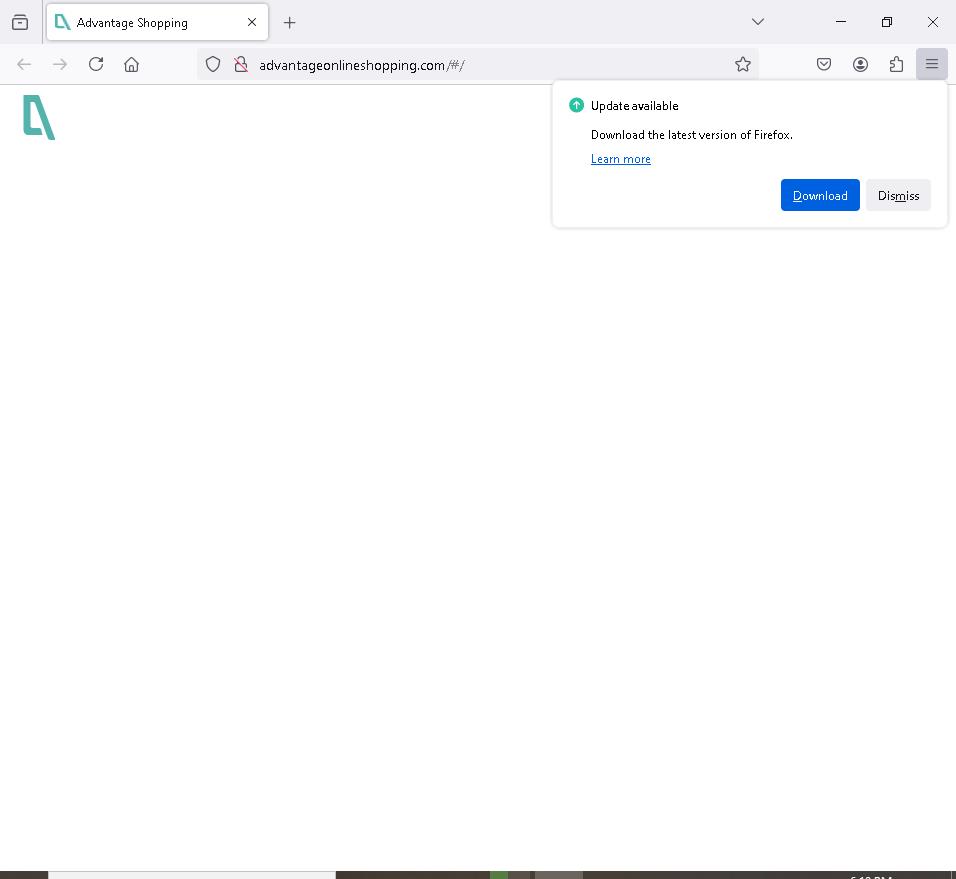 Advantage Shopping
advantageonlineshopping.com/#/
Update available
Download the latest version of Firefox.
Learn more
Download
Dismiss